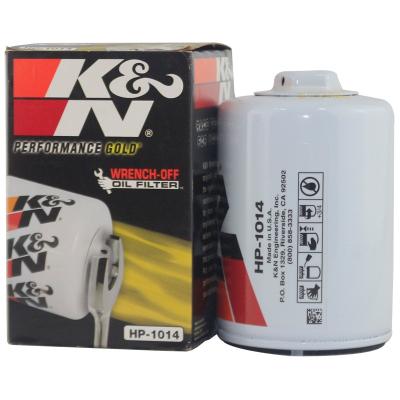 K&N®
PERFORMANCE GOLD®
WRENCH-OFF
OIL FILTER
K&N
HP-1014
HP-1014
Made in U.S.A.
K&N Engineering, Inc.
P.O. Box 1329, Riverside, CA 92502
(800) 858-3333